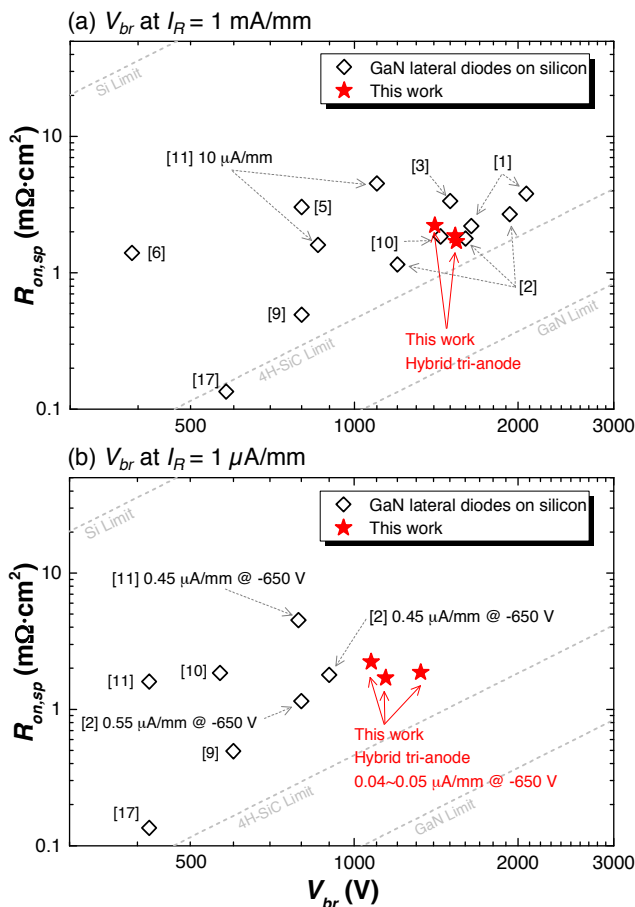 (a) V_br at I_R = 1 mA/mm
Si Limit
GaN lateral diodes on silicon
This work
10
[11] 10 μA/mm
[3]
[1]
[5]
[6]
[10]
[2]
1
[9]
This work
Hybrid tri-anode
GaN Limit
4H-SiC Limit
[17]
0.1
R_on,sp (mΩ·cm²)
500
1000
2000
3000
(b) V_br at I_R = 1 μA/mm
Si Limit
GaN lateral diodes on silicon
This work
10
[11] 0.45 μA/mm @ -650 V
[2] 0.45 μA/mm @ -650 V
[10]
[11]
[2] 0.55 μA/mm @ -650 V
1
[9]
This work
Hybrid tri-anode
0.04~0.05 μA/mm @ -650 V
4H-SiC Limit
GaN Limit
[17]
0.1
R_on,sp (mΩ·cm²)
500
1000
2000
3000
V_br (V)